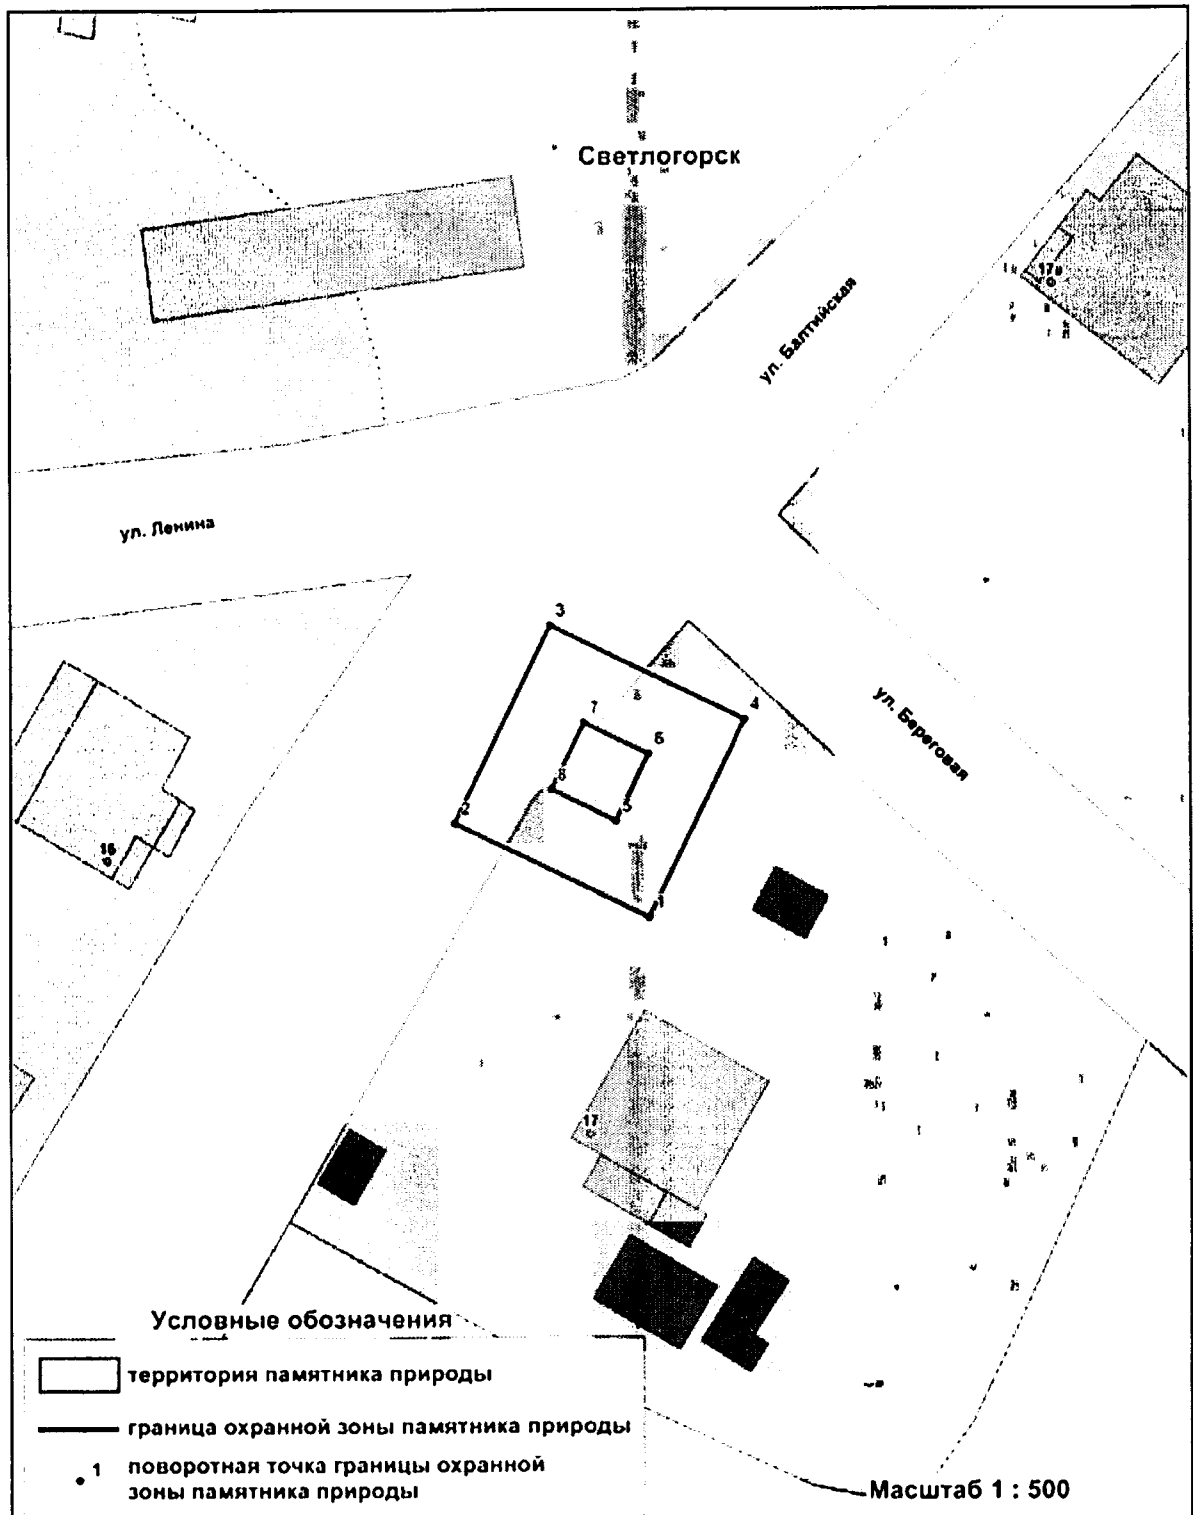 Светлогорск
17в
ул. Балтийская
ул. Ленина
3
4
ул. Береговая
7
6
8
5
2
16
1
17
Условные обозначения
территория памятника природы
граница охранной зоны памятника природы
1 поворотная точка границы охранной
зоны памятника природы
Масштаб 1 : 500